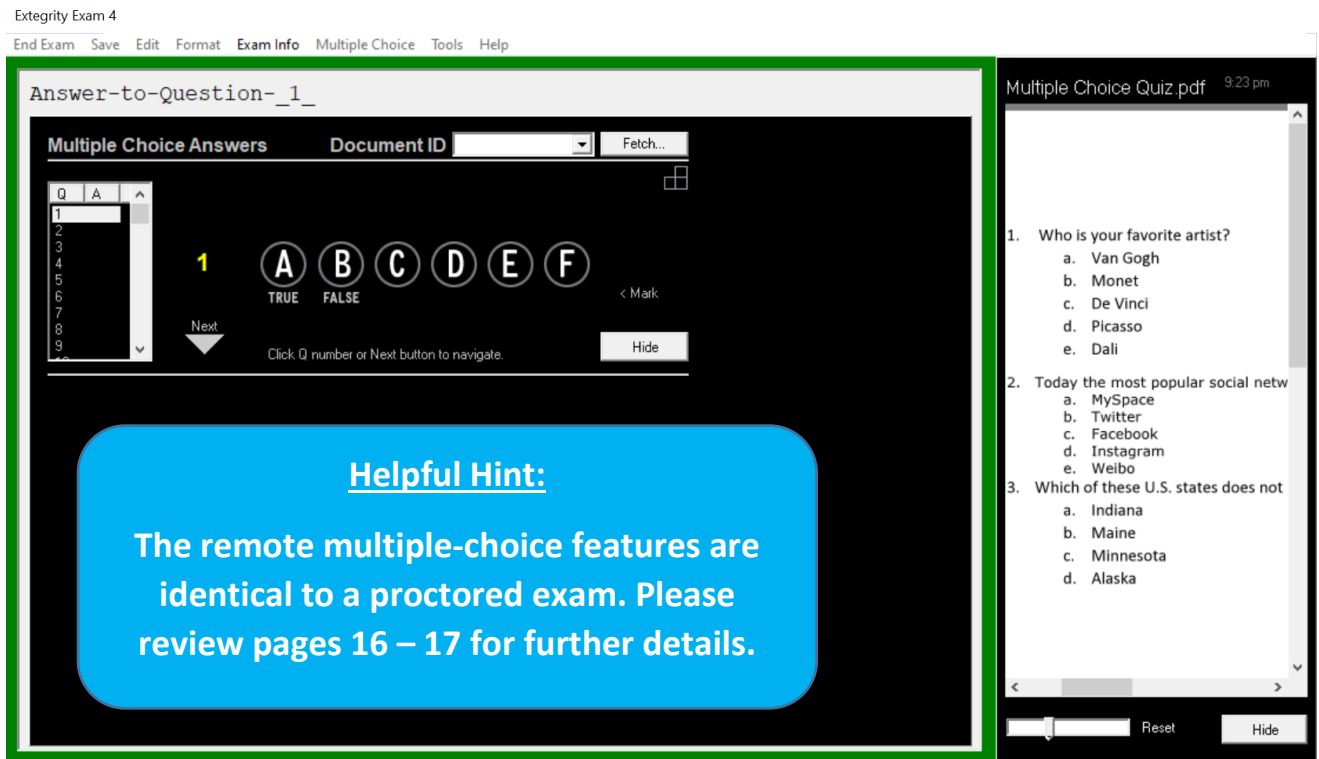 Extegrity Exam 4
End Exam Save Edit Format Exam Info Multiple Choice Tools Help
Answer-to-Question-_1_
Multiple Choice Answers Document ID Fetch...
Q A
1
2
3
4
5
6
7
8
9
1
A B C D E F
TRUE FALSE
< Mark
Next
Click Q number or Next button to navigate.
Hide
Helpful Hint:
The remote multiple-choice features are
identical to a proctored exam. Please
review pages 16 – 17 for further details.
Multiple Choice Quiz.pdf 9:23 pm
1. Who is your favorite artist?
a. Van Gogh
b. Monet
c. De Vinci
d. Picasso
e. Dali
2. Today the most popular social netw
a. MySpace
b. Twitter
c. Facebook
d. Instagram
e. Weibo
3. Which of these U.S. states does not
a. Indiana
b. Maine
c. Minnesota
d. Alaska
Reset Hide